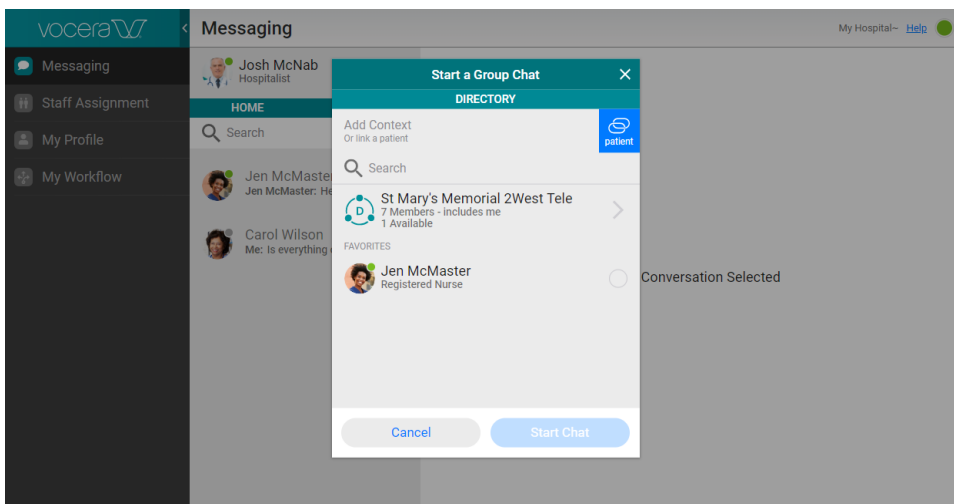 vocera
Messaging
My Hospital~ Help
Messaging
Staff Assignment
My Profile
My Workflow
Josh McNab
Hospitalist
HOME
Search
Jen McMaster
Jen McMaster: He
Carol Wilson
Me: Is everything
Start a Group Chat
DIRECTORY
Add Context
Or link a patient
patient
Search
D
St Mary's Memorial 2West Tele
7 Members - includes me
1 Available
FAVORITES
Jen McMaster
Registered Nurse
Cancel
Start Chat
Conversation Selected